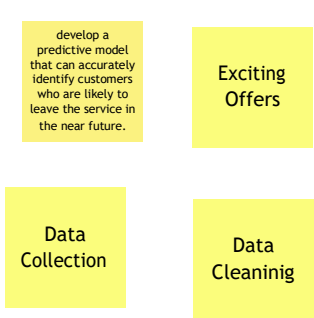 develop a
predictive model
that can accurately
identify customers
who are likely to
leave the service in
the near future.
Exciting
Offers
Data
Collection
Data
Cleaninig